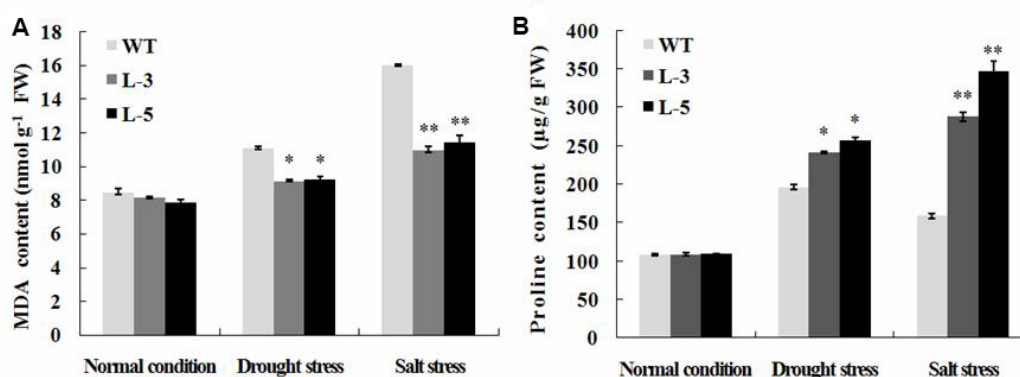 A
MDA content (nmol g⁻¹ FW)
18
16
14
12
10
8
6
4
2
0
WT
L-3
L-5
* *
** **
Normal condition Drought stress Salt stress
B
Proline content (µg/g FW)
400
350
300
250
200
150
100
50
0
WT
L-3
L-5
* *
** **
Normal condition Drought stress Salt stress